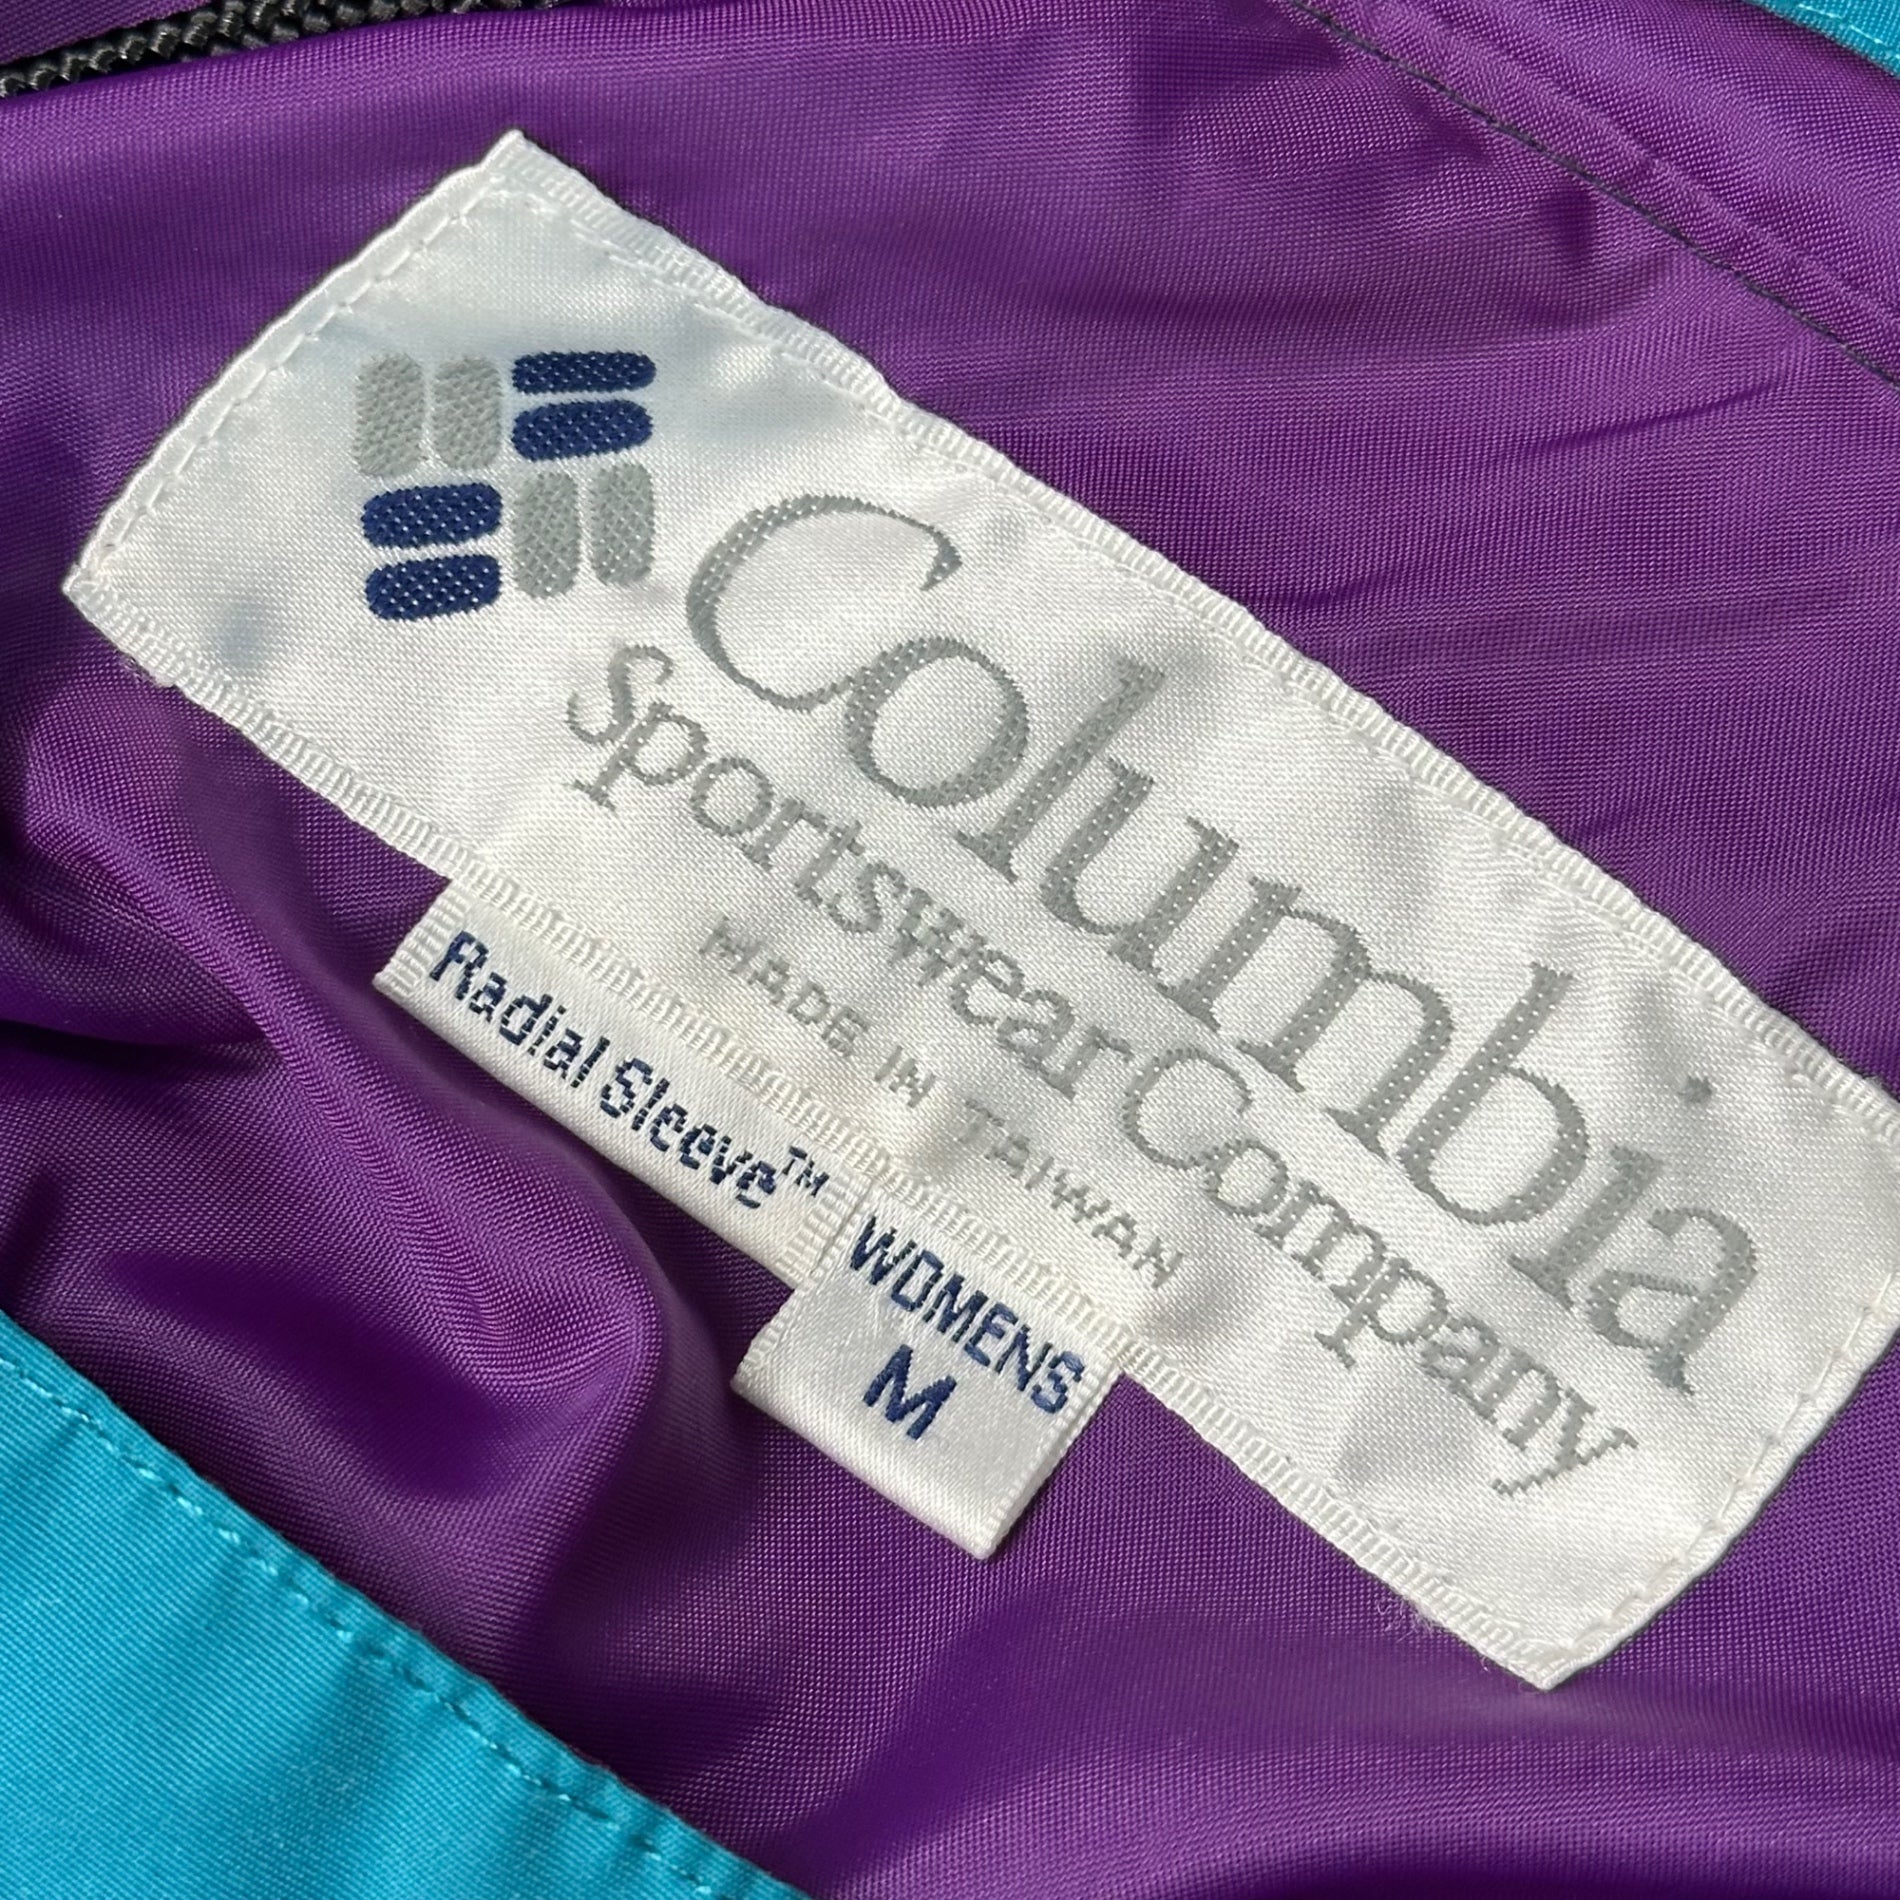 Columbia
Sportswear Company
MADE IN TAIWAN
Radial Sleeve™
WOMENS
M